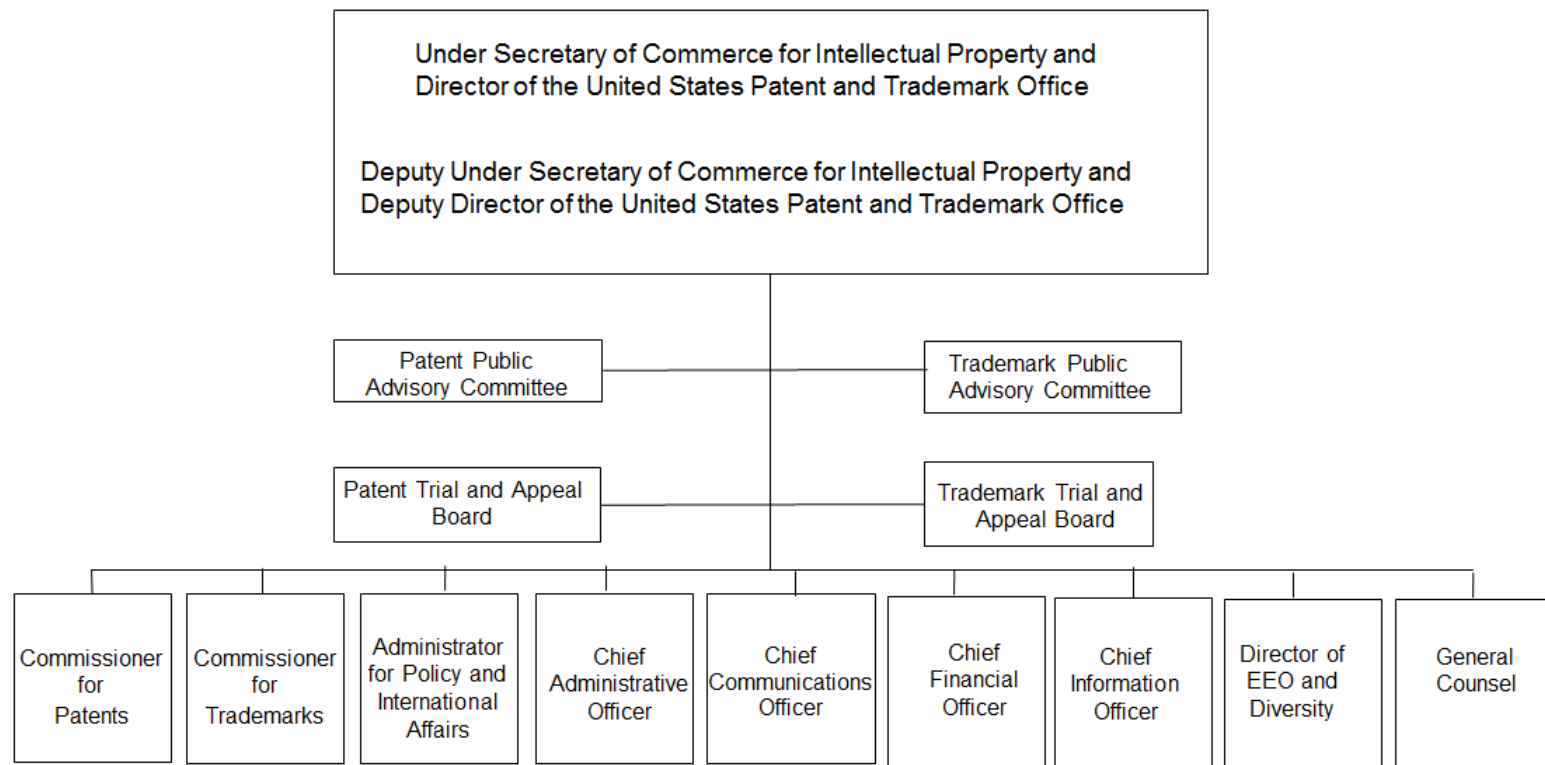 Under Secretary of Commerce for Intellectual Property and
Director of the United States Patent and Trademark Office
Deputy Under Secretary of Commerce for Intellectual Property and
Deputy Director of the United States Patent and Trademark Office
Patent Public
Advisory Committee
Trademark Public
Advisory Committee
Patent Trial and Appeal
Board
Trademark Trial and
Appeal Board
Commissioner
for
Patents
Commissioner
for
Trademarks
Administrator
for Policy and
International
Affairs
Chief
Administrative
Officer
Chief
Communications
Officer
Chief
Financial
Officer
Chief
Information
Officer
Director of
EEO and
Diversity
General
Counsel